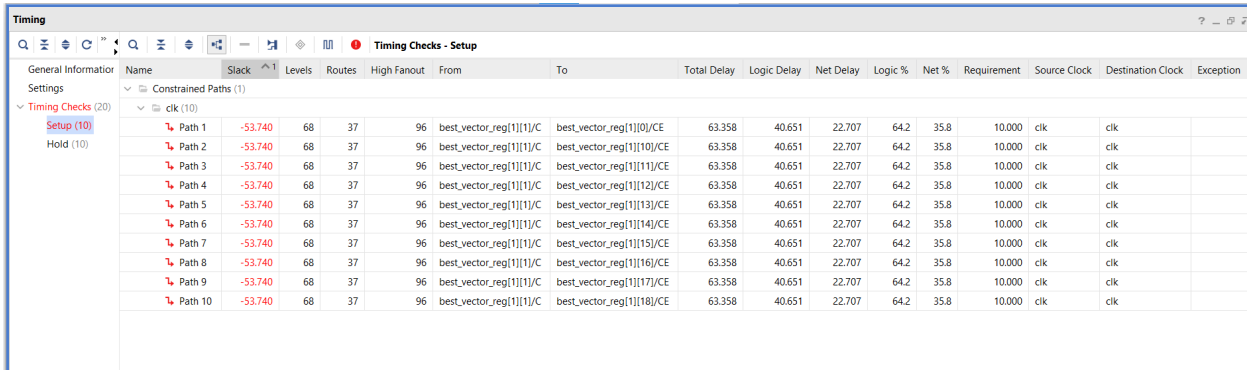 Timing
? _
» Timing Checks - Setup
General Informatior Name Slack ^1 Levels Routes High Fanout From To Total Delay Logic Delay Net Delay Logic % Net % Requirement Source Clock Destination Clock Exception
Settings Constrained Paths (1)
Timing Checks (20) clk (10)
Setup (10) Path 1 -53.740 68 37 96 best_vector_reg[1][1]/C best_vector_reg[1][0]/CE 63.358 40.651 22.707 64.2 35.8 10.000 clk clk
Hold (10) Path 2 -53.740 68 37 96 best_vector_reg[1][1]/C best_vector_reg[1][10]/CE 63.358 40.651 22.707 64.2 35.8 10.000 clk clk
Path 3 -53.740 68 37 96 best_vector_reg[1][1]/C best_vector_reg[1][11]/CE 63.358 40.651 22.707 64.2 35.8 10.000 clk clk
Path 4 -53.740 68 37 96 best_vector_reg[1][1]/C best_vector_reg[1][12]/CE 63.358 40.651 22.707 64.2 35.8 10.000 clk clk
Path 5 -53.740 68 37 96 best_vector_reg[1][1]/C best_vector_reg[1][13]/CE 63.358 40.651 22.707 64.2 35.8 10.000 clk clk
Path 6 -53.740 68 37 96 best_vector_reg[1][1]/C best_vector_reg[1][14]/CE 63.358 40.651 22.707 64.2 35.8 10.000 clk clk
Path 7 -53.740 68 37 96 best_vector_reg[1][1]/C best_vector_reg[1][15]/CE 63.358 40.651 22.707 64.2 35.8 10.000 clk clk
Path 8 -53.740 68 37 96 best_vector_reg[1][1]/C best_vector_reg[1][16]/CE 63.358 40.651 22.707 64.2 35.8 10.000 clk clk
Path 9 -53.740 68 37 96 best_vector_reg[1][1]/C best_vector_reg[1][17]/CE 63.358 40.651 22.707 64.2 35.8 10.000 clk clk
Path 10 -53.740 68 37 96 best_vector_reg[1][1]/C best_vector_reg[1][18]/CE 63.358 40.651 22.707 64.2 35.8 10.000 clk clk